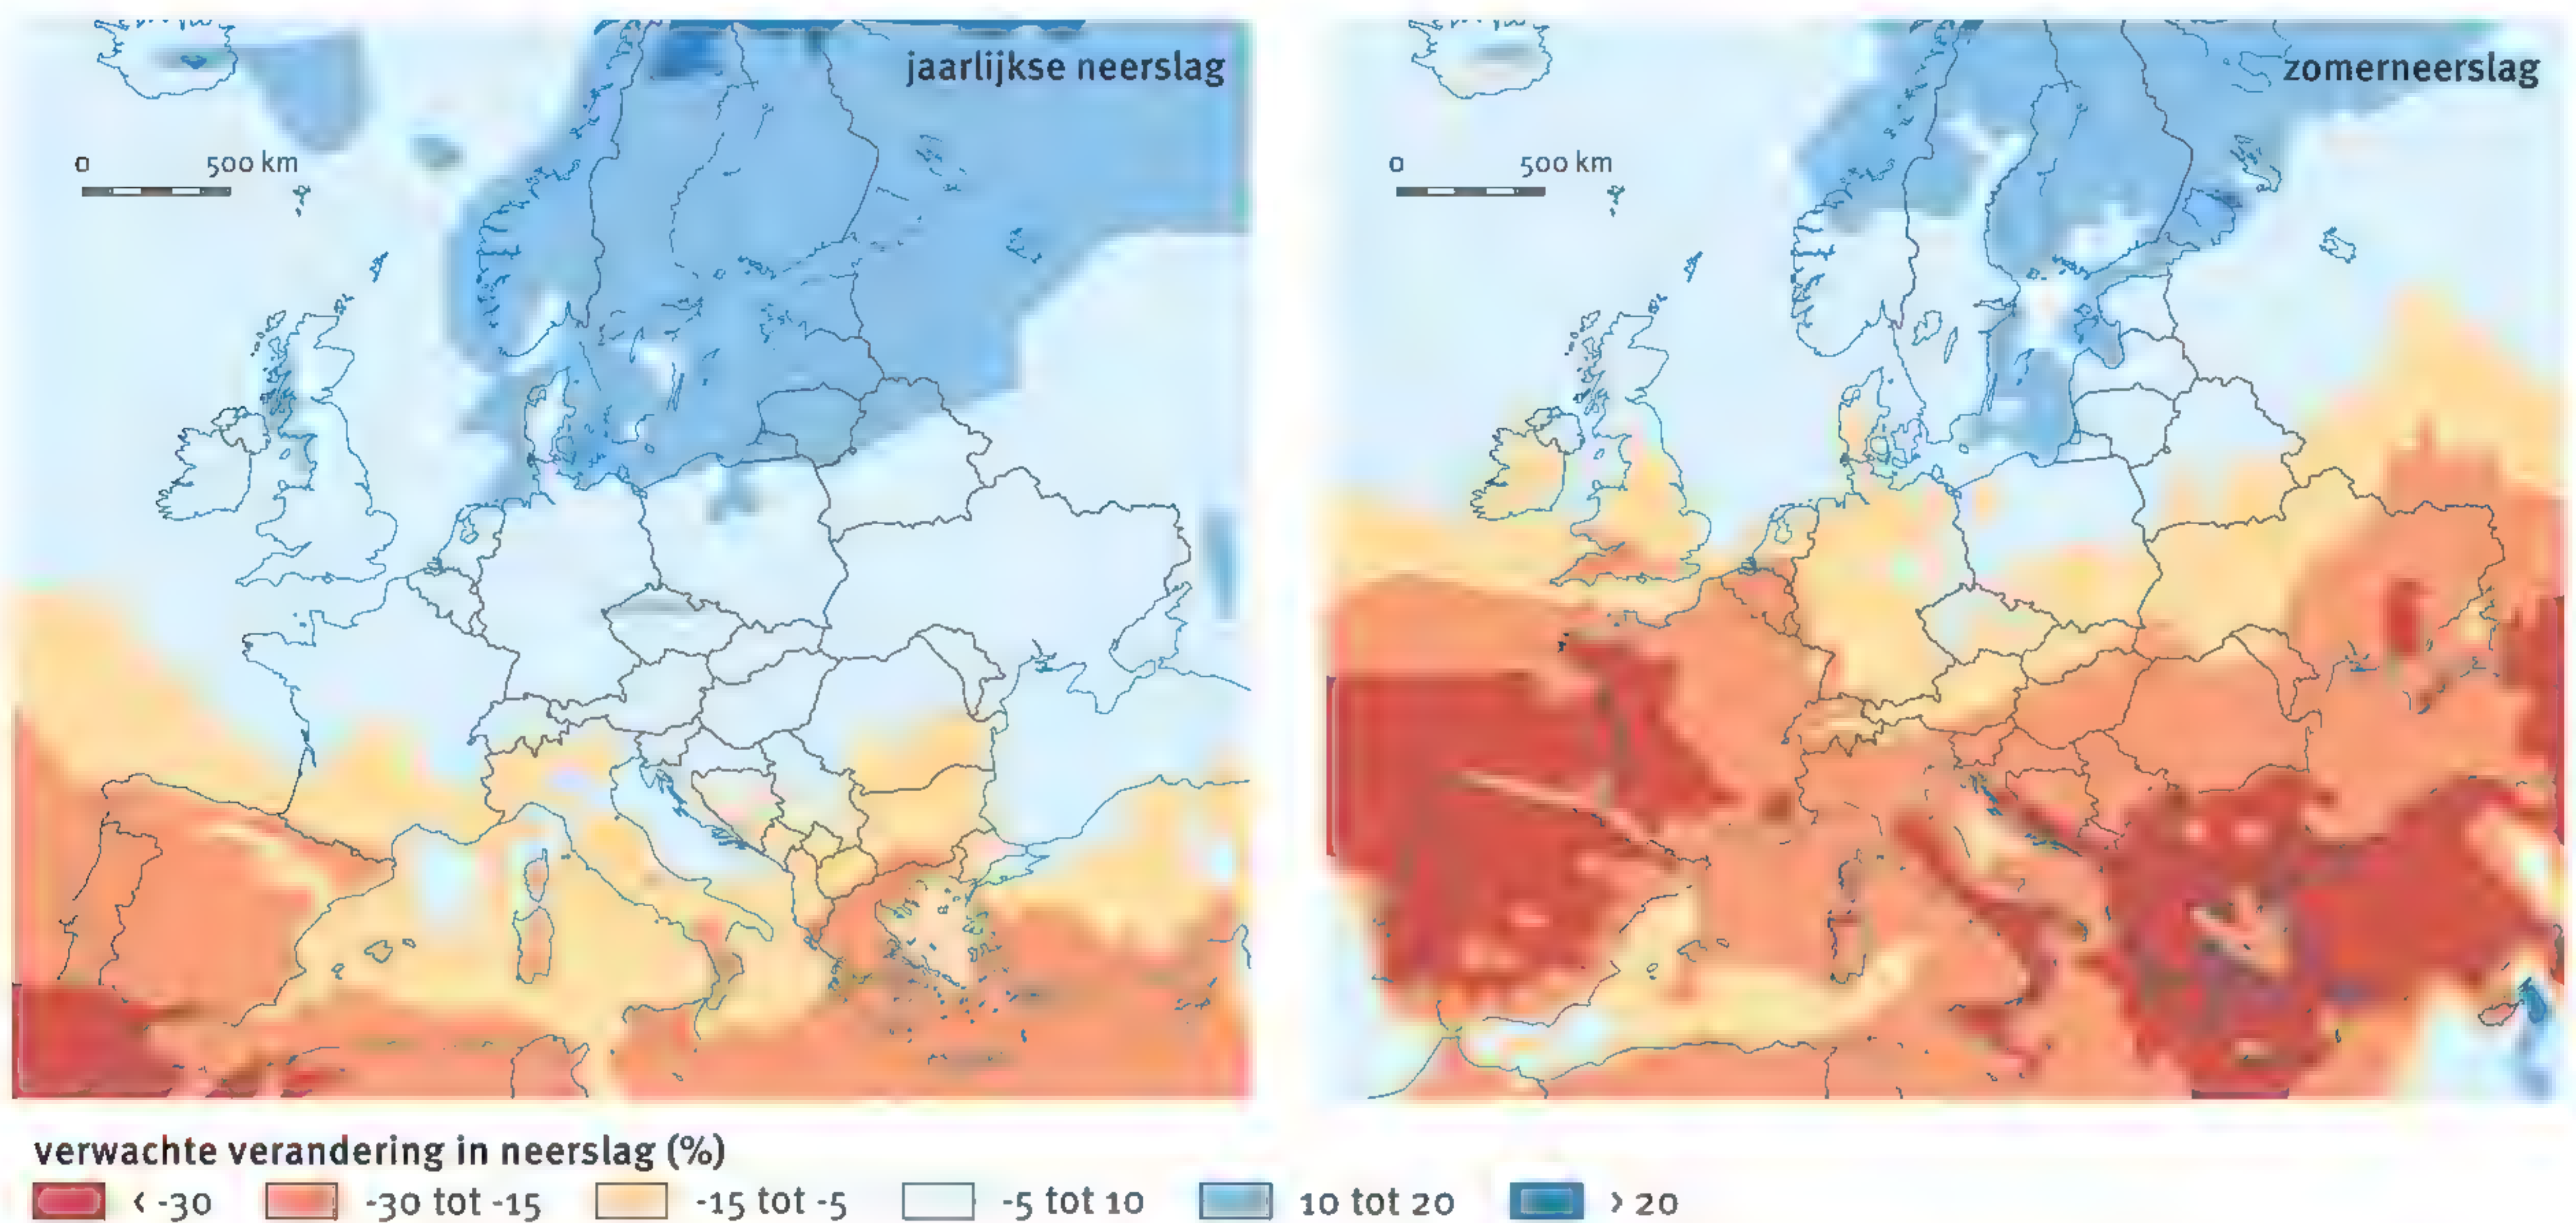 jaarlijkse neerslag
0 500 km
zomerneerslag
0 500 km
verwachte verandering in neerslag (%)
< -30 -30 tot -15 -15 tot -5 -5 tot 10 10 tot 20 > 20